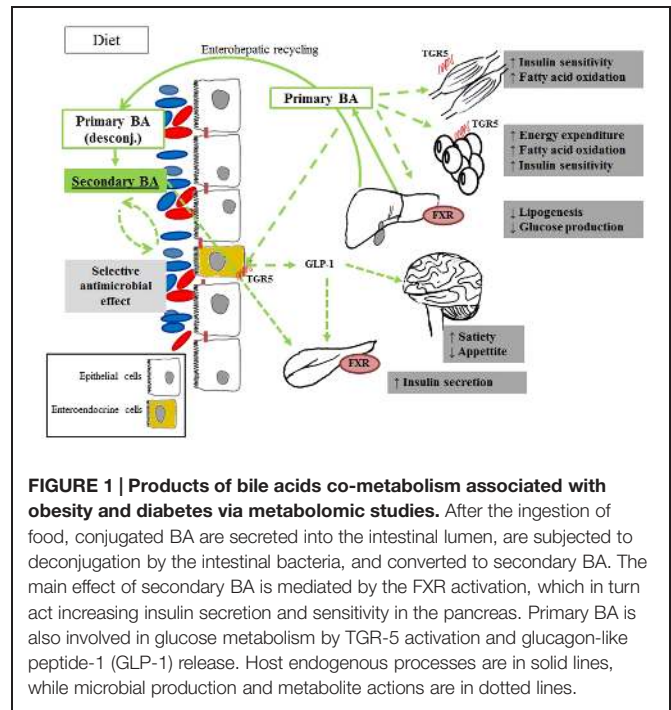 Diet
Enterohepatic recycling
TGR5
↑ Insulin sensitivity
↑ Fatty acid oxidation
Primary BA
Primary BA
(desconj.)
TGR5
↑ Energy expenditure
↑ Fatty acid oxidation
↑ Insulin sensitivity
Secondary BA
FXR
↓ Lipogenesis
↓ Glucose production
GLP-1
TGR5
Selective
antimicrobial
effect
↑ Satiety
↓ Appettite
FXR
↑ Insulin secretion
Epithelial cells
Enteroendocrine cells
FIGURE 1 | Products of bile acids co-metabolism associated with
obesity and diabetes via metabolomic studies. After the ingestion of
food, conjugated BA are secreted into the intestinal lumen, are subjected to
deconjugation by the intestinal bacteria, and converted to secondary BA. The
main effect of secondary BA is mediated by the FXR activation, which in turn
act increasing insulin secretion and sensitivity in the pancreas. Primary BA is
also involved in glucose metabolism by TGR-5 activation and glucagon-like
peptide-1 (GLP-1) release. Host endogenous processes are in solid lines,
while microbial production and metabolite actions are in dotted lines.